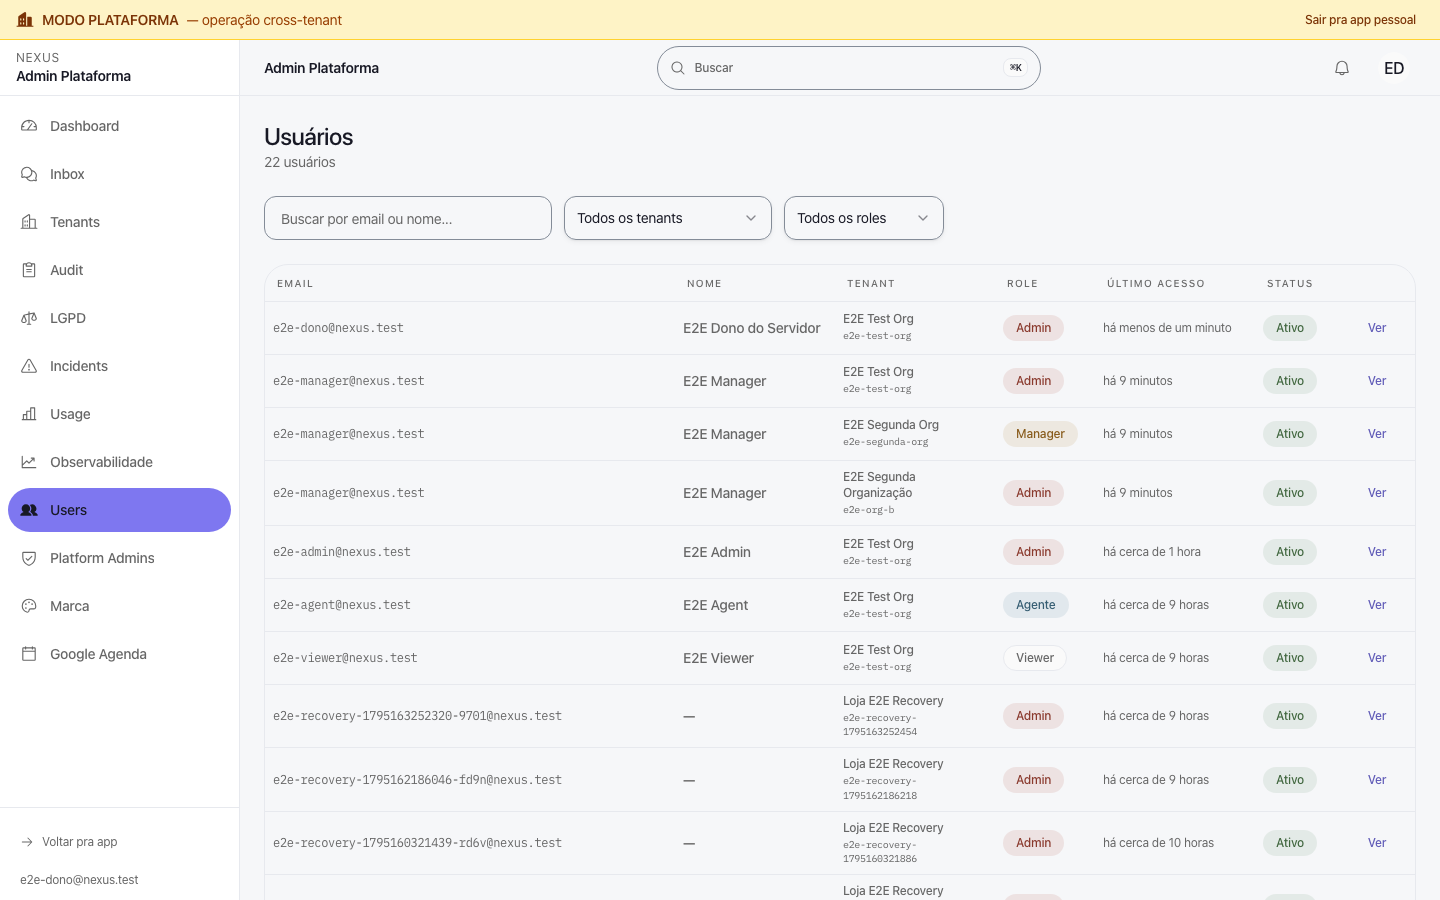 MODO PLATAFORMA — operação cross-tenant
Sair pra app pessoal
NEXUS
Admin Plataforma
Admin Plataforma
Buscar
⌘K
ED
Dashboard
Inbox
Tenants
Audit
LGPD
Incidents
Usage
Observabilidade
Users
Platform Admins
Marca
Google Agenda
Voltar pra app
e2e-dono@nexus.test
Usuários
22 usuários
Buscar por email ou nome...
Todos os tenants
Todos os roles
EMAIL NOME TENANT ROLE ÚLTIMO ACESSO STATUS
e2e-dono@nexus.test E2E Dono do Servidor E2E Test Org Admin há menos de um minuto Ativo Ver
e2e-test-org
e2e-manager@nexus.test E2E Manager E2E Test Org Admin há 9 minutos Ativo Ver
e2e-test-org
e2e-manager@nexus.test E2E Manager E2E Segunda Org Manager há 9 minutos Ativo Ver
e2e-segunda-org
e2e-manager@nexus.test E2E Manager E2E Segunda Admin há 9 minutos Ativo Ver
Organização
e2e-org-b
e2e-admin@nexus.test E2E Admin E2E Test Org Admin há cerca de 1 hora Ativo Ver
e2e-test-org
e2e-agent@nexus.test E2E Agent E2E Test Org Agente há cerca de 9 horas Ativo Ver
e2e-test-org
e2e-viewer@nexus.test E2E Viewer E2E Test Org Viewer há cerca de 9 horas Ativo Ver
e2e-test-org
e2e-recovery-1795163252320-9701@nexus.test — Loja E2E Recovery Admin há cerca de 9 horas Ativo Ver
e2e-recovery-
1795163252454
e2e-recovery-1795162186046-fd9n@nexus.test — Loja E2E Recovery Admin há cerca de 9 horas Ativo Ver
e2e-recovery-
1795162186218
e2e-recovery-1795160321439-rd6v@nexus.test — Loja E2E Recovery Admin há cerca de 10 horas Ativo Ver
e2e-recovery-
1795160321886
Loja E2E Recovery